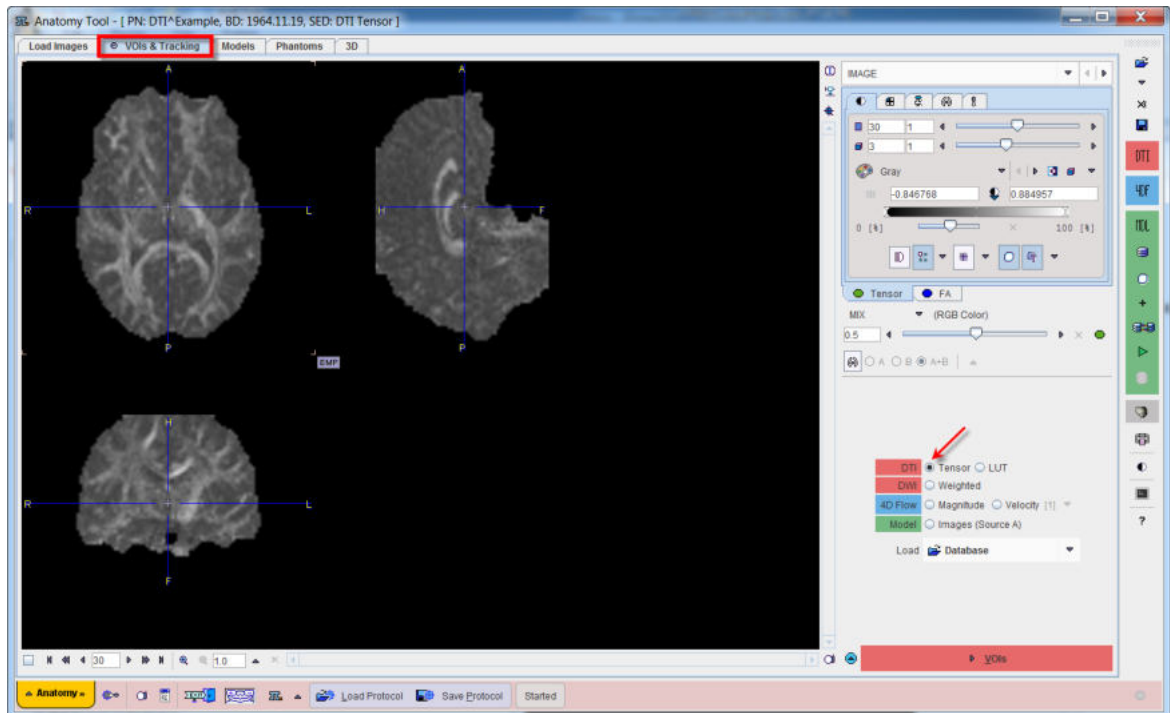 Anatomy Tool - [ PN: DTI^Example, BD: 1964.11.19, SED: DTI Tensor ]
Load Images VOIs & Tracking Models Phantoms 3D
A A
IMAGE
30 1
3 1
DTI
Gray
4DF
-0.846768 0.884957
R L H F
MDL
0 [%] 100 [%]
Tensor FA
MIX (RGB Color)
0.5
P P
EMP
A B A+B
H
DTI Tensor LUT
DWI Weighted
R L
4D Flow Magnitude Velocity [1]
Model Images (Source A)
?
Load Database
F
30 1.0
VOIs
Anatomy
Load Protocol Save Protocol Started